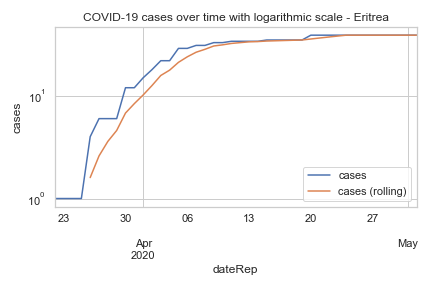 COVID-19 cases over time with logarithmic scale - Eritrea
cases
10¹
10⁰
cases
cases (rolling)
23 30 06 13 20 27
Apr May
2020
dateRep